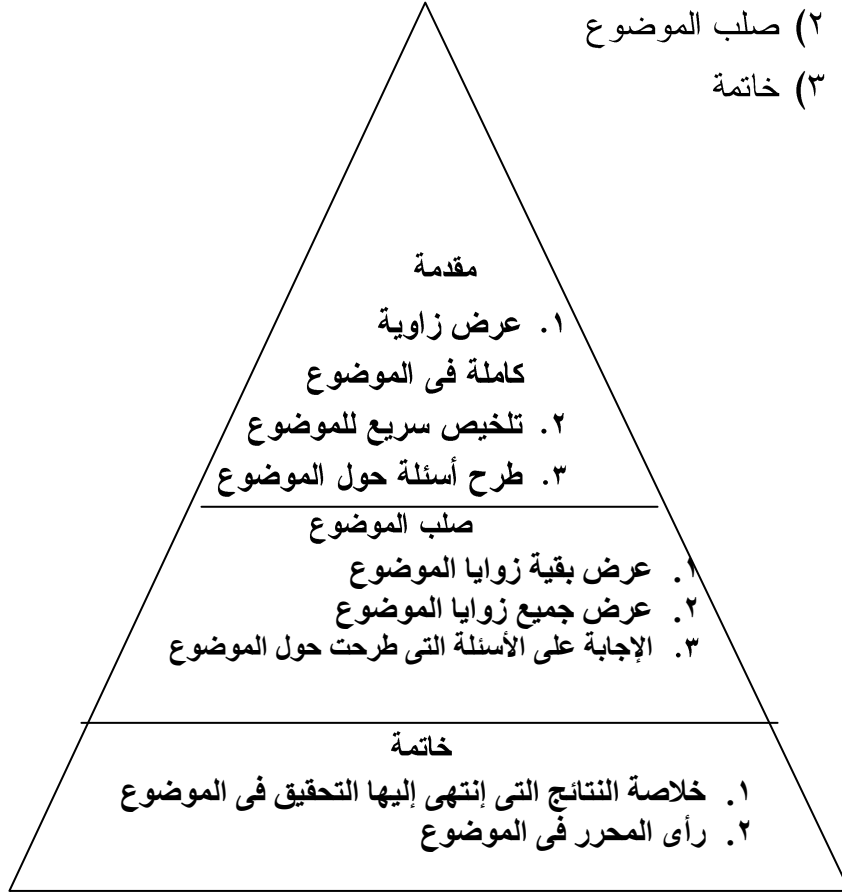 ٢) صلب الموضوع
٣) خاتمة
مقدمة
١. عرض زاوية
كاملة فى الموضوع
٢. تلخيص سريع للموضوع
٣. طرح أسئلة حول الموضوع
صلب الموضوع
١. عرض بقية زوايا الموضوع
٢. عرض جميع زوايا الموضوع
٣. الإجابة على الأسئلة التى طرحت حول الموضوع
خاتمة
١. خلاصة النتائج التى إنتهى إليها التحقيق فى الموضوع
٢. رأى المحرر فى الموضوع